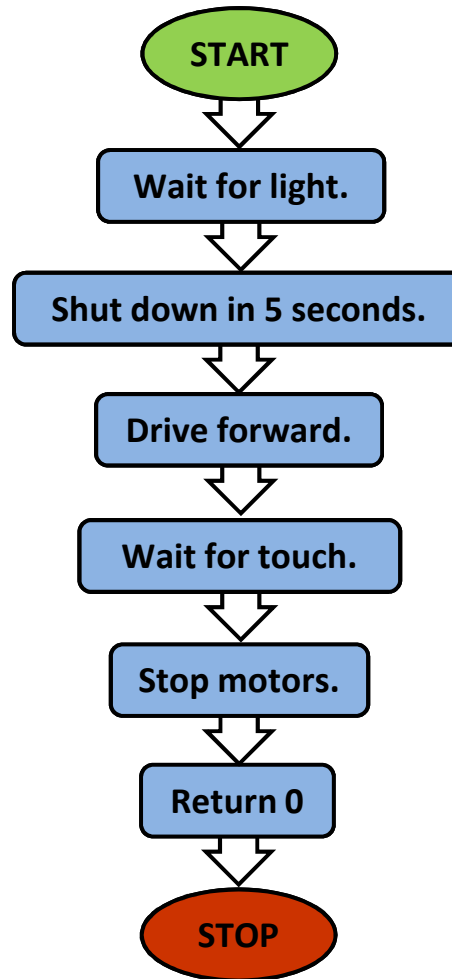 START
Wait for light.
Shut down in 5 seconds.
Drive forward.
Wait for touch.
Stop motors.
Return 0
STOP